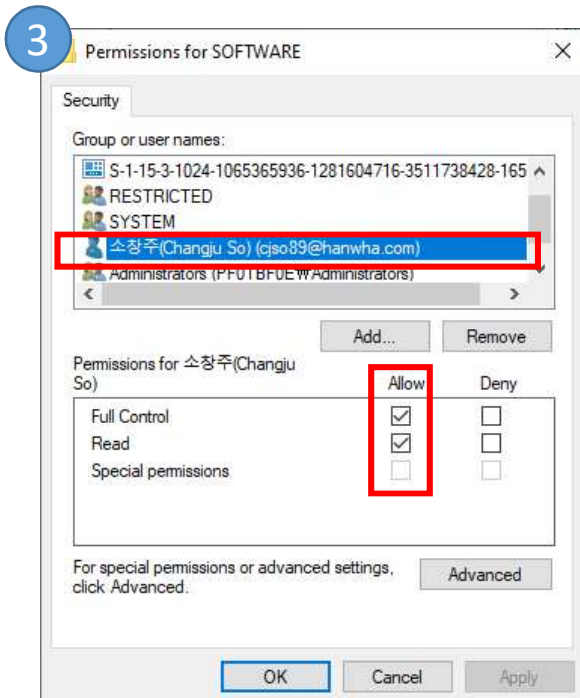 3
Permissions for SOFTWARE
Security
Group or user names:
S-1-15-3-1024-1065365936-1281604716-3511738428-165
RESTRICTED
SYSTEM
소창주(Changju So) (cjso89@hanwha.com)
Administrators (PF01BF0E₩Administrators)
Add...
Remove
Permissions for 소창주(Changju
So)
Allow
Deny
Full Control
Read
Special permissions
For special permissions or advanced settings,
click Advanced.
Advanced
OK
Cancel
Apply